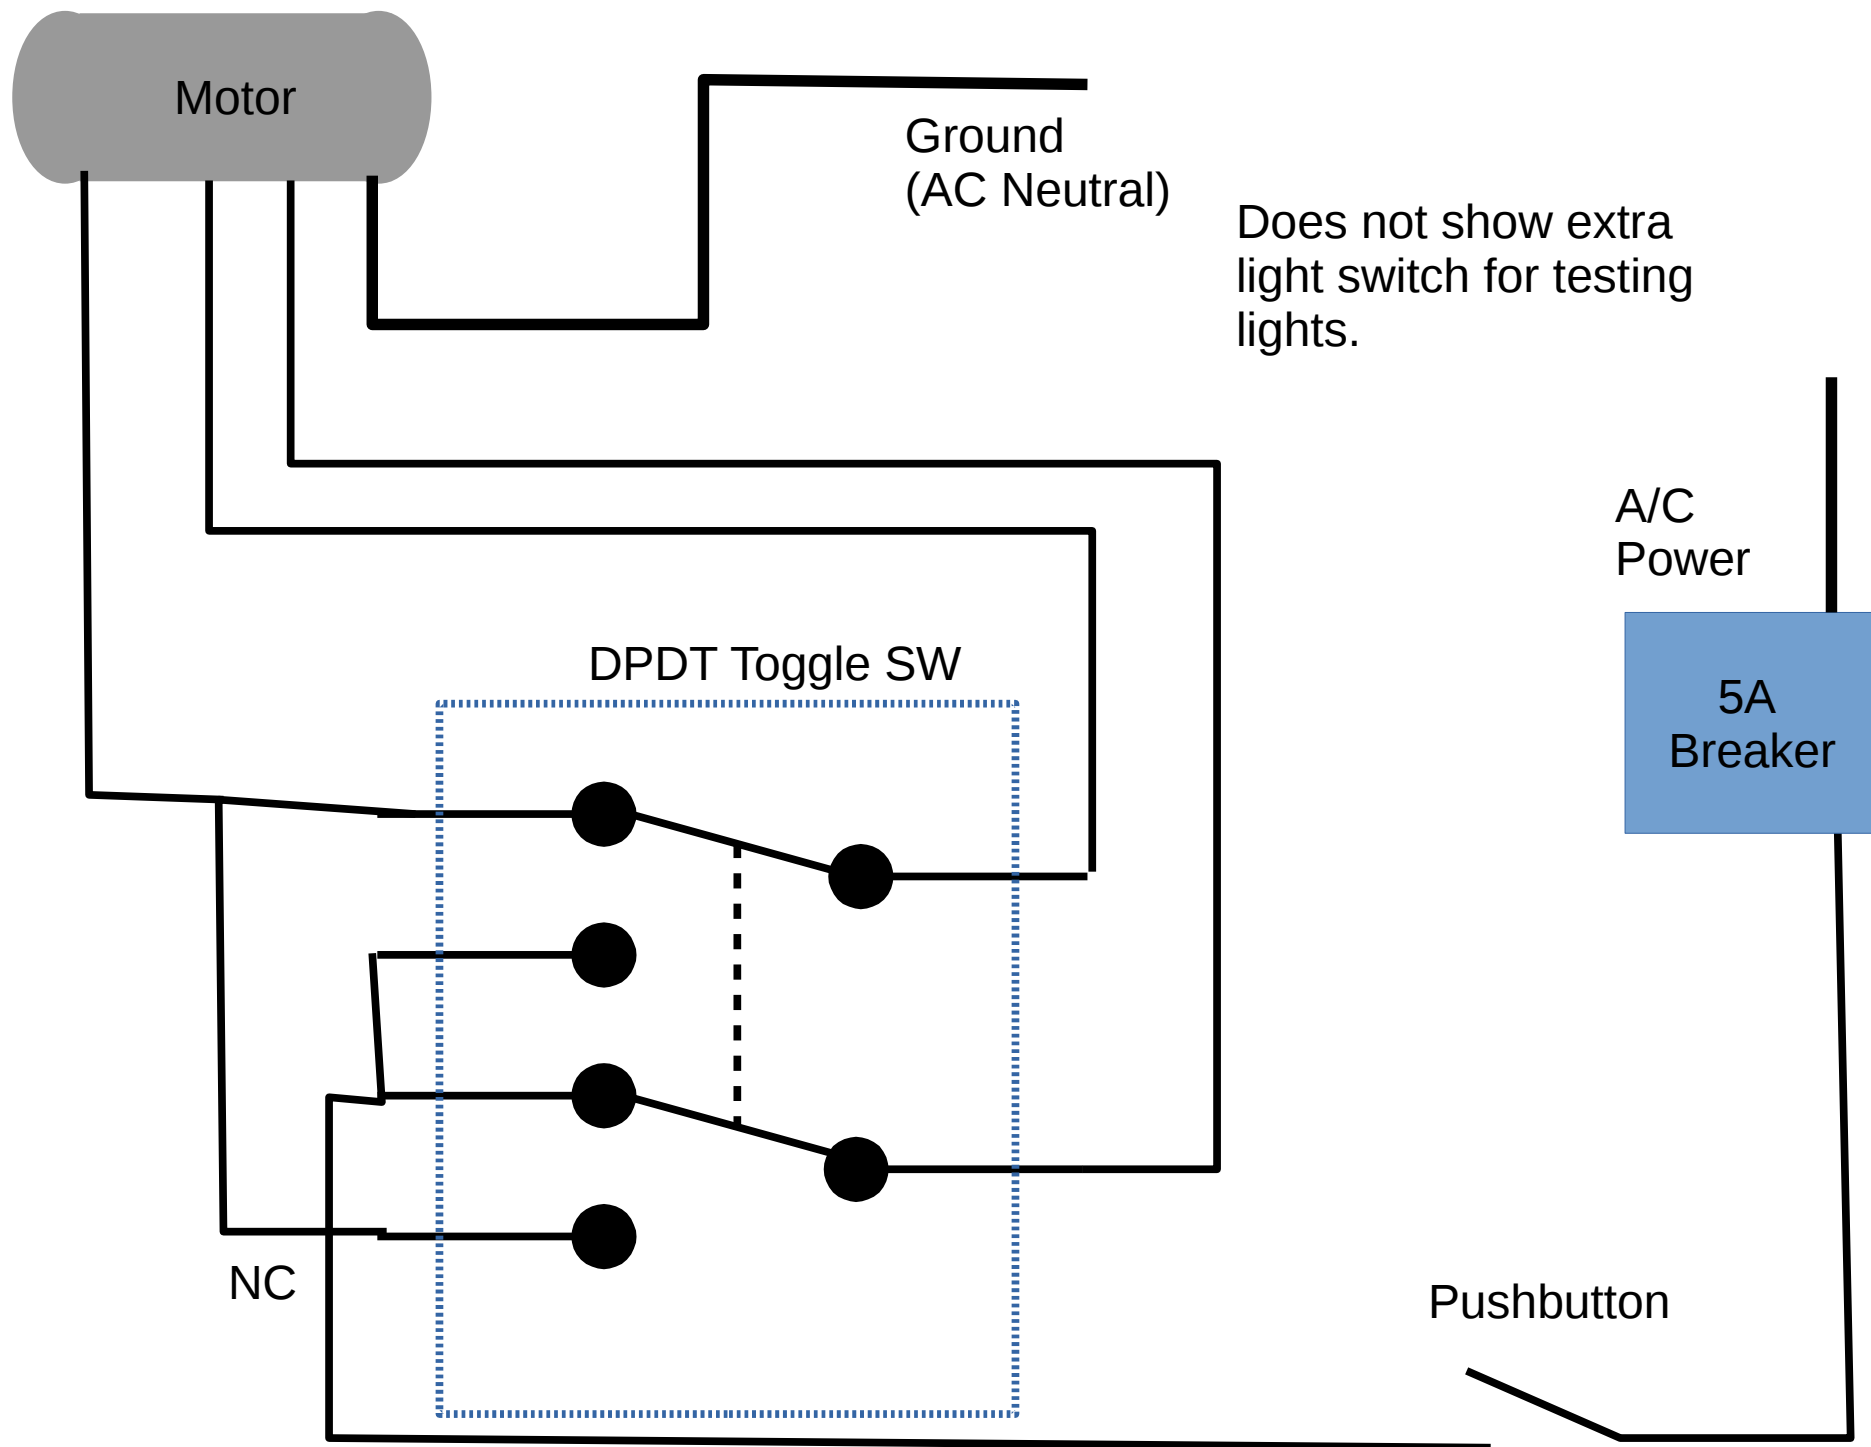 Motor
Ground
(AC Neutral)
Does not show extra
light switch for testing
lights.
A/C
Power
DPDT Toggle SW
5A
Breaker
NC
Pushbutton